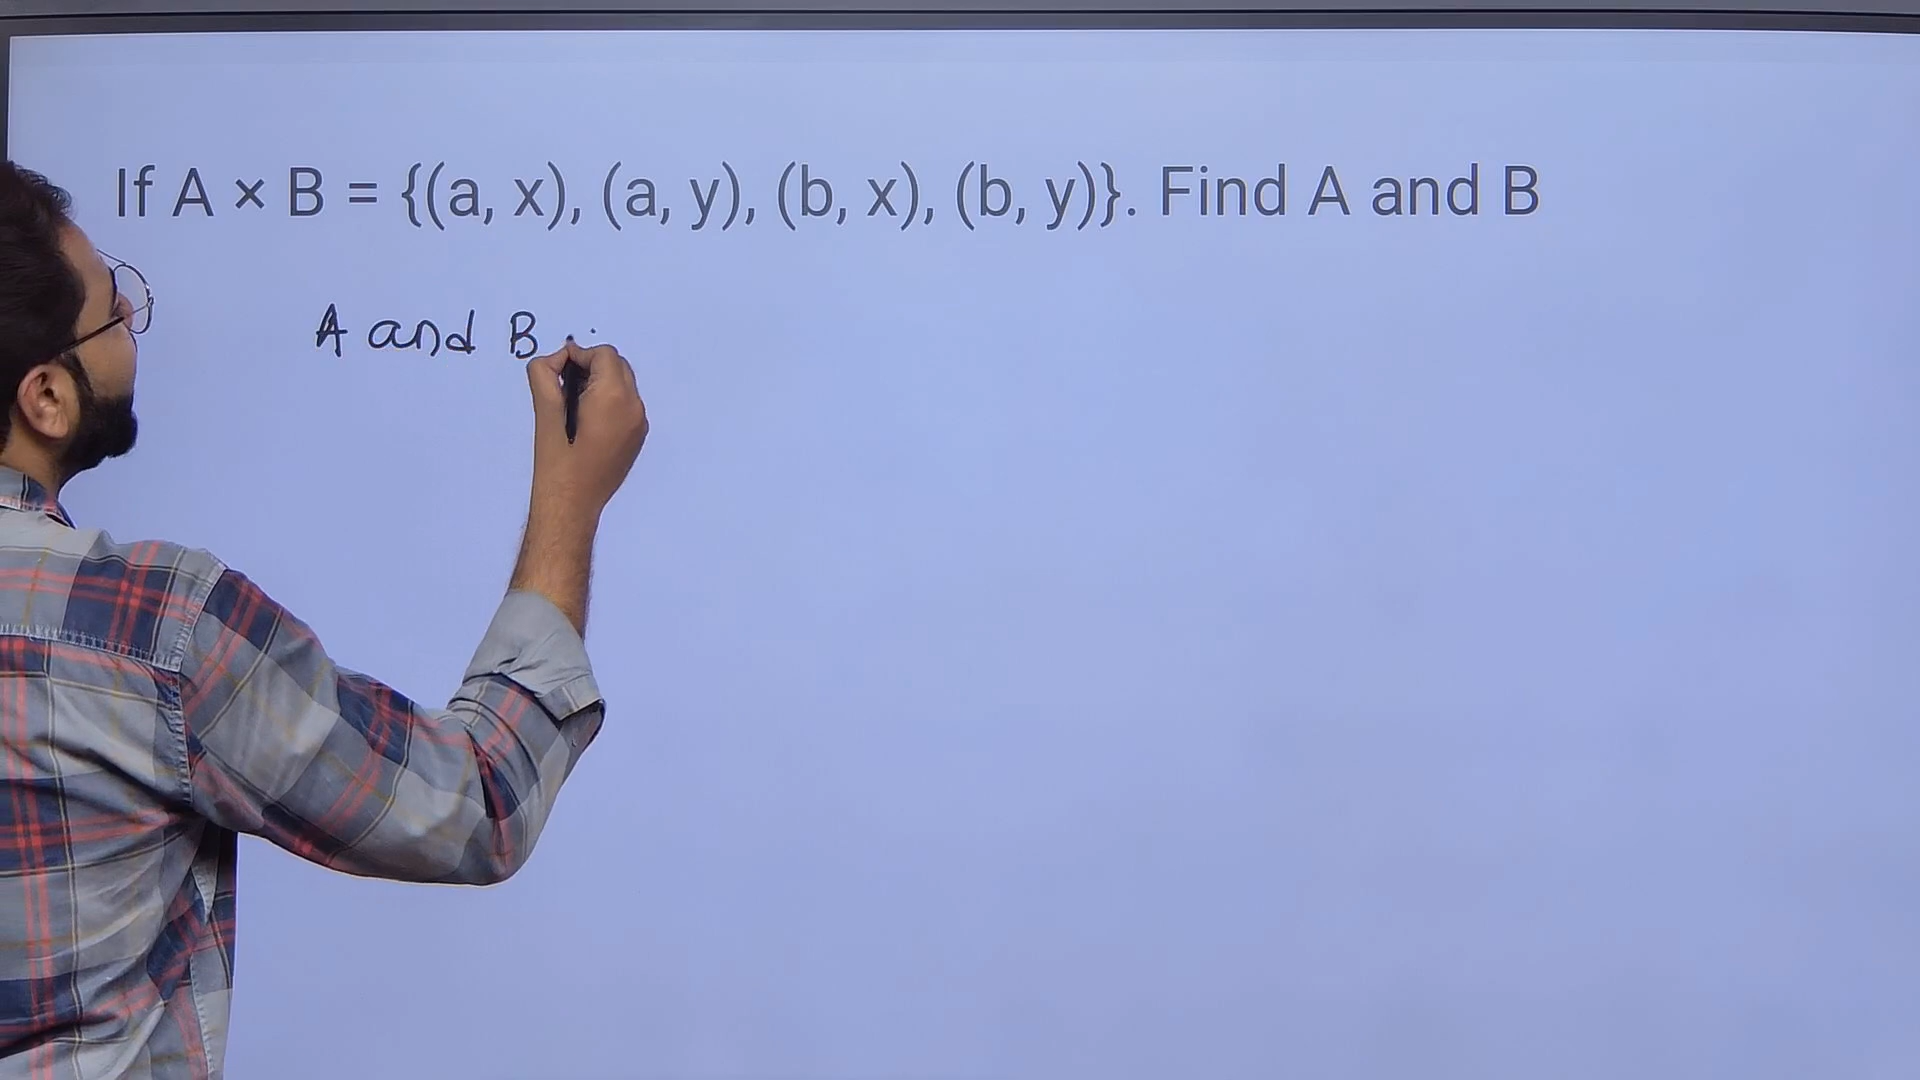 If A × B = {(a, x), (a, y), (b, x), (b, y)}. Find A and B
A and B